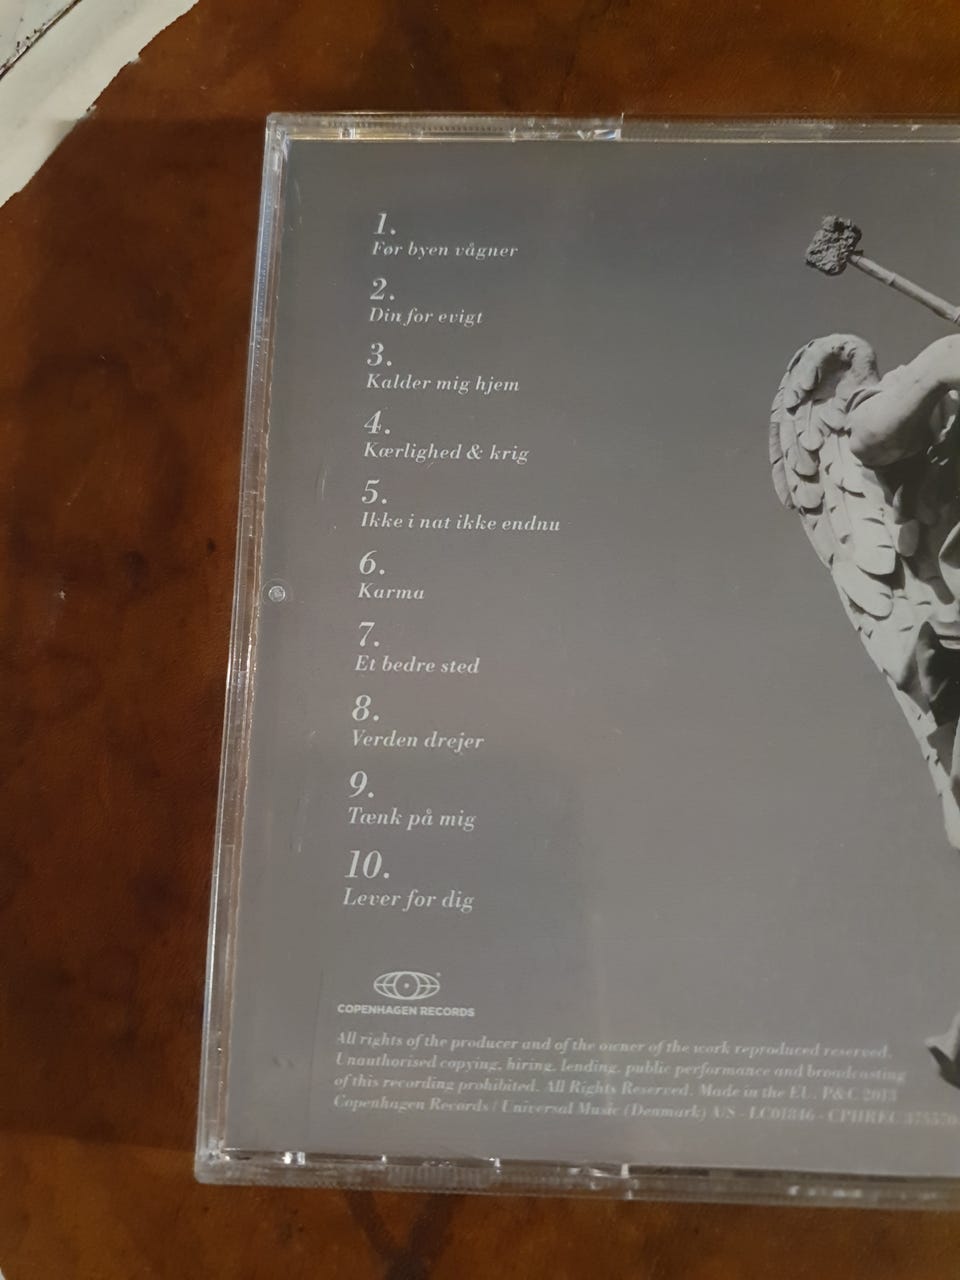 1.
Før byen vågner
2.
Din for evigt
3.
Kalder mig hjem
4.
Kærlighed & krig
5.
Ikke i nat ikke endnu
6.
Karma
7.
Et bedre sted
8.
Verden drejer
9.
Tænk på mig
10.
Lever for dig
COPENHAGEN RECORDS
All rights of the producer and of the owner of the work reproduced reserved.
Unauthorised copying, hiring, lending, public performance and broadcasting
of this recording prohibited. All Rights Reserved. Made in the EU. P&C 2013
Copenhagen Records / Universal Music (Denmark) A/S - LC01846 - CPHREC